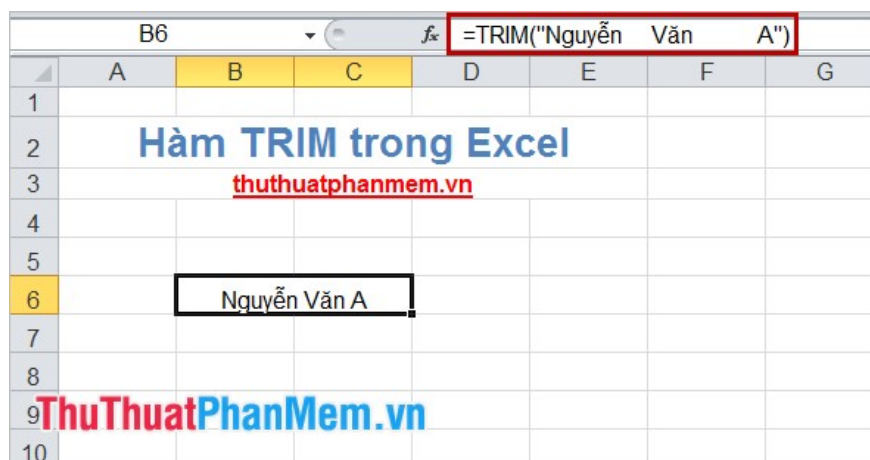 B6 fx =TRIM("Nguyễn    Văn        A")
A B C D E F G
1
2 Hàm TRIM trong Excel
3 thuthuatphanmem.vn
4
5
6 Nguyễn Văn A
7
8
9 ThuThuatPhanMem.vn
10